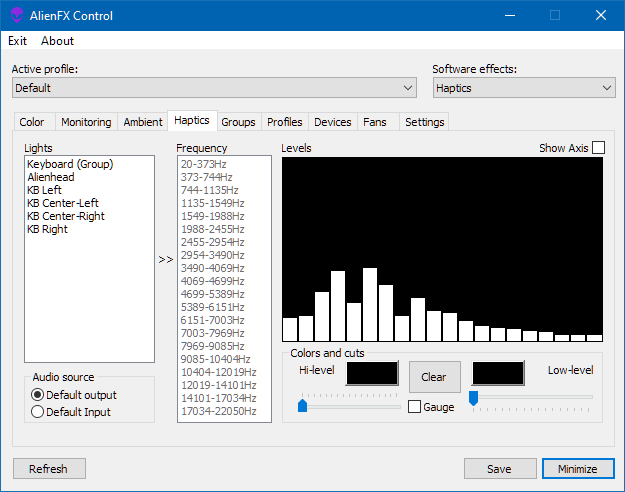 AlienFX Control
Exit About
Active profile: Software effects:
Default Haptics
Color Monitoring Ambient Haptics Groups Profiles Devices Fans Settings
Lights Frequency Levels Show Axis
Keyboard (Group)
Alienhead
KB Left
KB Center-Left
KB Center-Right
KB Right
>>
20-373Hz
373-744Hz
744-1135Hz
1135-1549Hz
1549-1988Hz
1988-2455Hz
2455-2954Hz
2954-3490Hz
3490-4069Hz
4069-4699Hz
4699-5389Hz
5389-6151Hz
6151-7003Hz
7003-7969Hz
7969-9085Hz
9085-10404Hz
10404-12019Hz
12019-14101Hz
14101-17034Hz
17034-22050Hz
Audio source
Default output
Default Input
Colors and cuts
Hi-level Clear Low-level
Gauge
Refresh Save Minimize